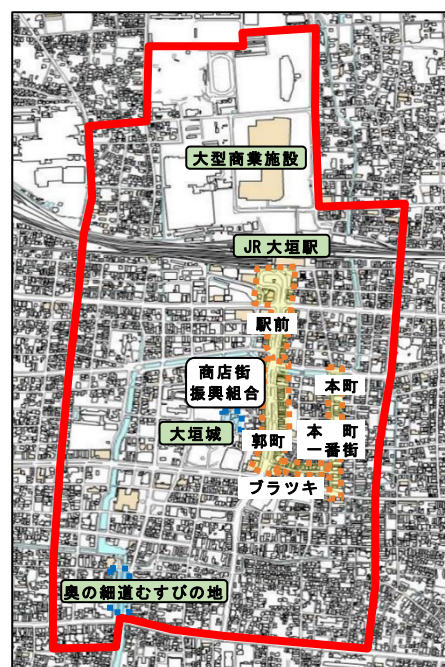 大型商業施設
JR 大垣駅
駅前
商店街
振興組合
本町
大垣城
郭町
本 町
一番街
ブラツキ
奥の細道むすびの地